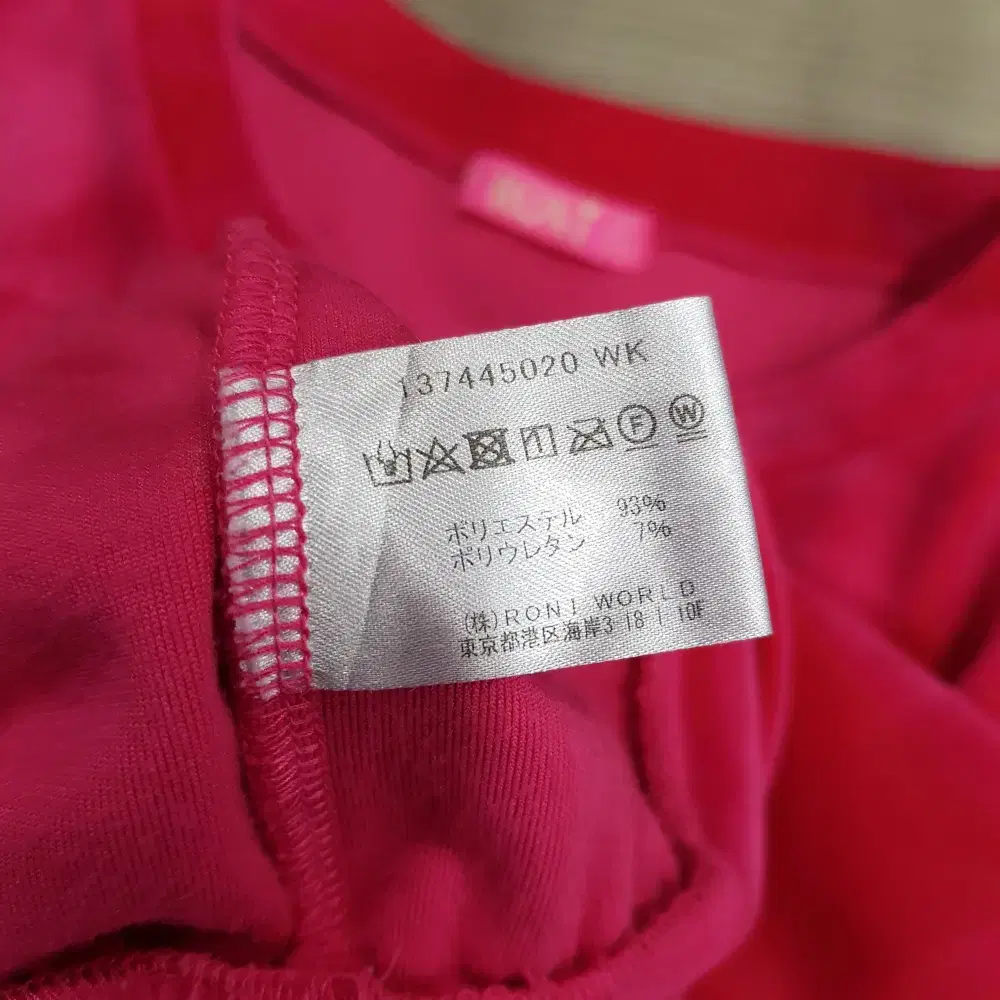 137445020 WK
F W
ポリエステル 93%
ポリウレタン 7%
(株)RONI WORLD
東京都港区海岸3 18 1 10F